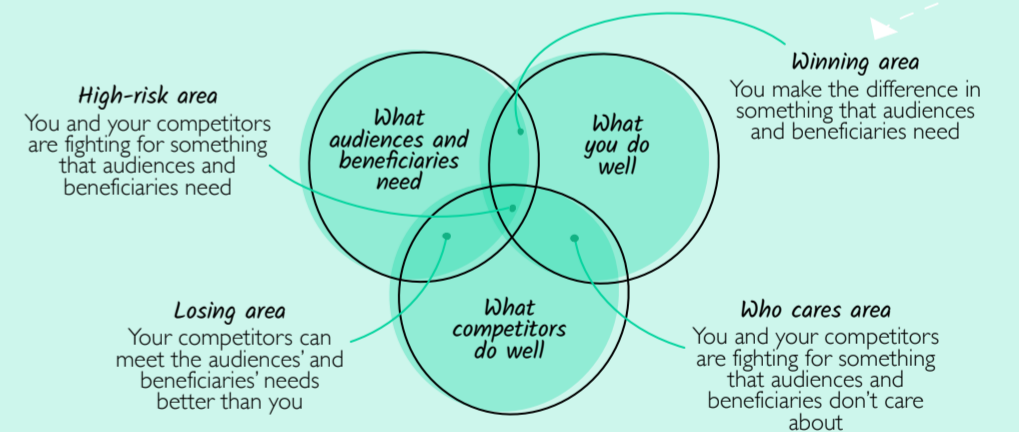 Winning area
You make the difference in
something that audiences
and beneficiaries need
High-risk area
You and your competitors
are fighting for something
that audiences and
beneficiaries need
What
audiences and
beneficiaries
need
What
you do
well
Losing area
Your competitors can
meet the audiences’ and
beneficiaries’ needs
better than you
What
competitors
do well
Who cares area
You and your competitors
are fighting for something
that audiences and
beneficiaries don’t care
about